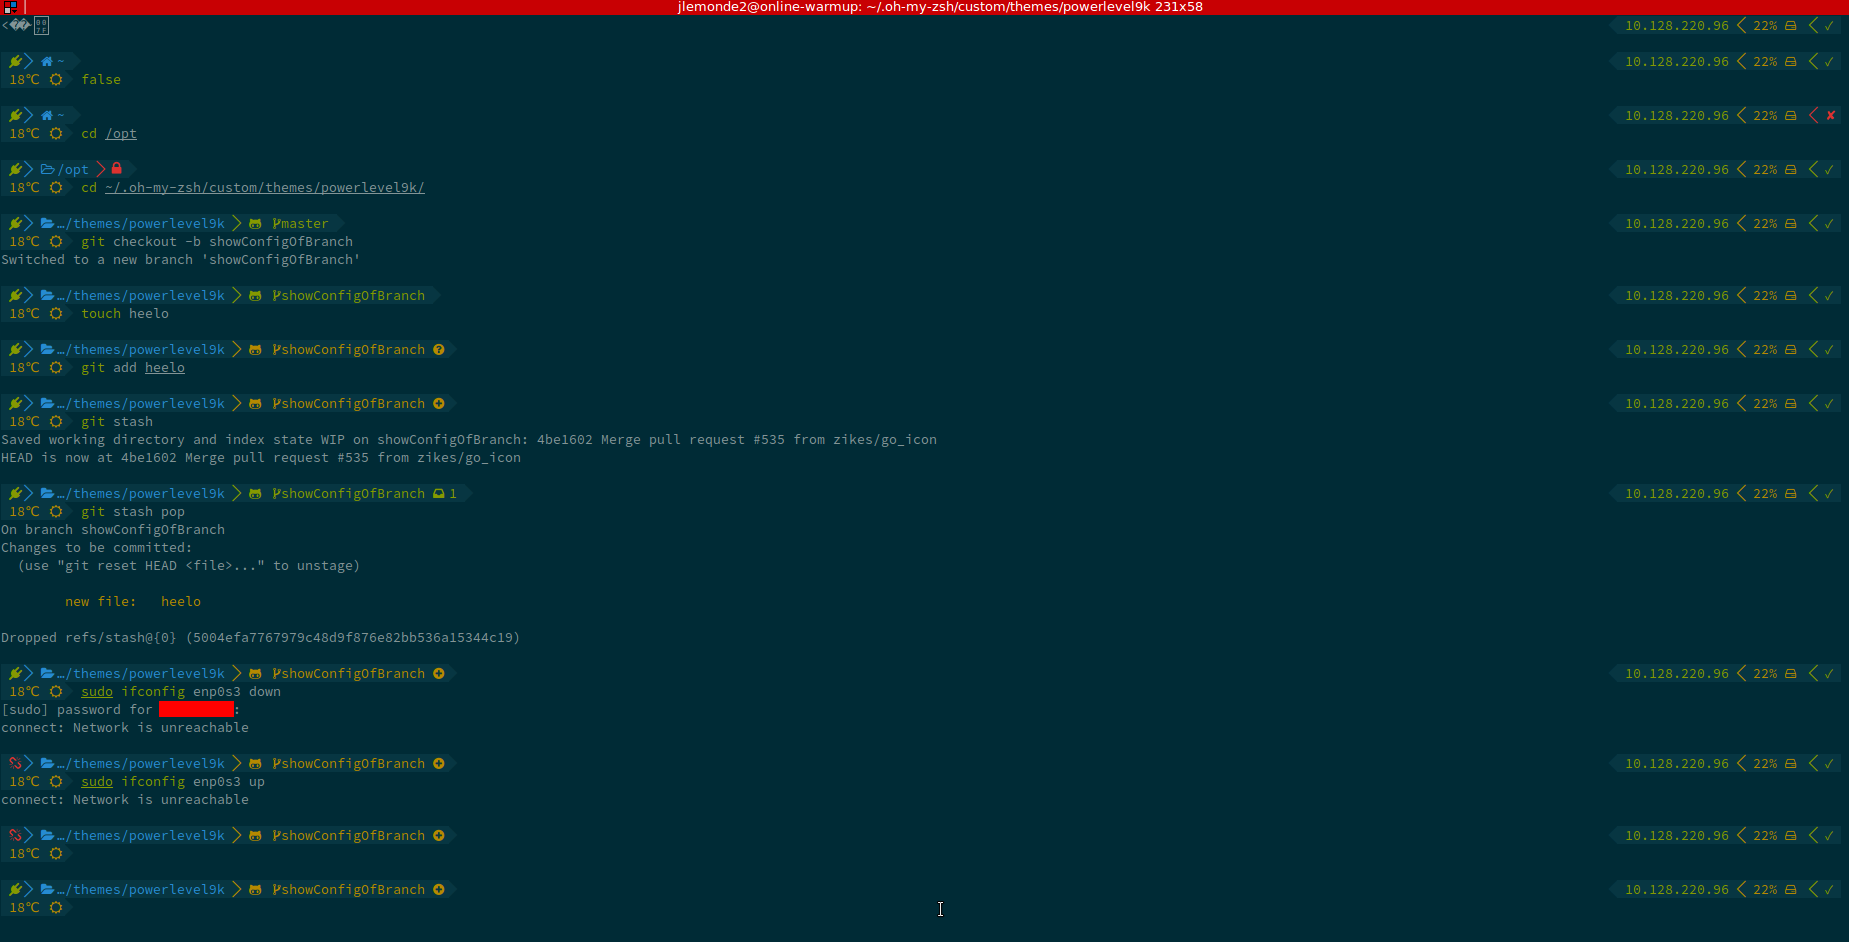 jlemonde2@online-warmup: ~/.oh-my-zsh/custom/themes/powerlevel9k 231x58
10.128.220.96 22% ✓
~ 10.128.220.96 22% ✓
18℃ false
~ 10.128.220.96 22% ✘
18℃ cd /opt
/opt 10.128.220.96 22% ✓
18℃ cd ~/.oh-my-zsh/custom/themes/powerlevel9k/
…/themes/powerlevel9k master 10.128.220.96 22% ✓
18℃ git checkout -b showConfigOfBranch
Switched to a new branch 'showConfigOfBranch'
…/themes/powerlevel9k showConfigOfBranch 10.128.220.96 22% ✓
18℃ touch heelo
…/themes/powerlevel9k showConfigOfBranch ? 10.128.220.96 22% ✓
18℃ git add heelo
…/themes/powerlevel9k showConfigOfBranch + 10.128.220.96 22% ✓
18℃ git stash
Saved working directory and index state WIP on showConfigOfBranch: 4be1602 Merge pull request #535 from zikes/go_icon
HEAD is now at 4be1602 Merge pull request #535 from zikes/go_icon
…/themes/powerlevel9k showConfigOfBranch 1 10.128.220.96 22% ✓
18℃ git stash pop
On branch showConfigOfBranch
Changes to be committed:
(use "git reset HEAD <file>..." to unstage)
new file: heelo
Dropped refs/stash@{0} (5004efa7767979c48d9f876e82bb536a15344c19)
…/themes/powerlevel9k showConfigOfBranch + 10.128.220.96 22% ✓
18℃ sudo ifconfig enp0s3 down
[sudo] password for :
connect: Network is unreachable
…/themes/powerlevel9k showConfigOfBranch + 10.128.220.96 22% ✓
18℃ sudo ifconfig enp0s3 up
connect: Network is unreachable
…/themes/powerlevel9k showConfigOfBranch + 10.128.220.96 22% ✓
18℃
…/themes/powerlevel9k showConfigOfBranch + 10.128.220.96 22% ✓
18℃